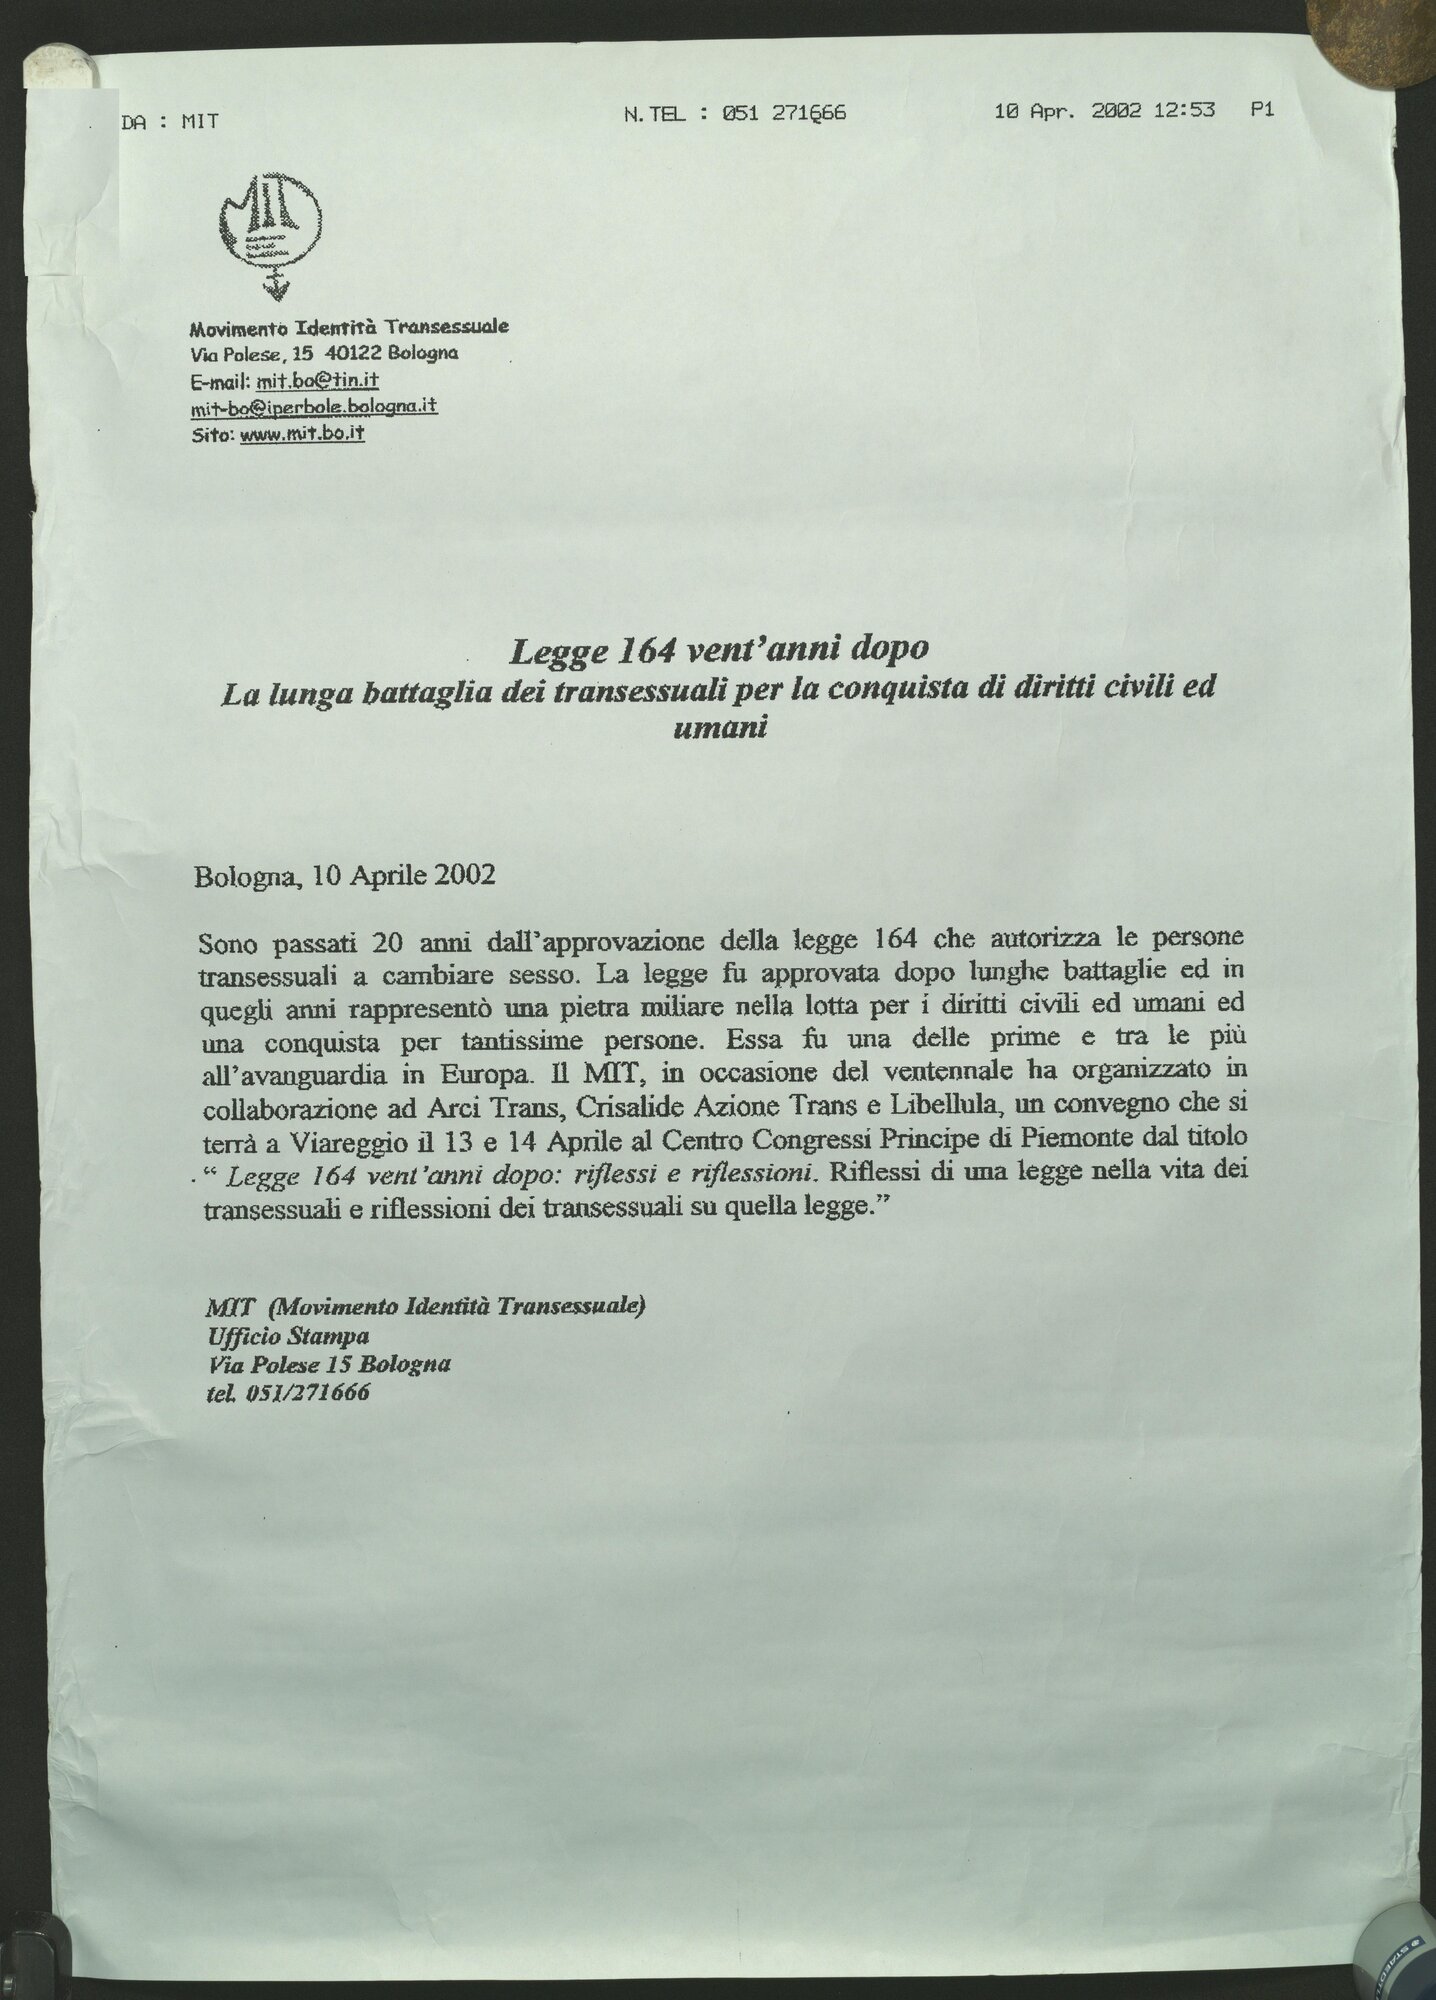 DA : MIT N.TEL : 051 271666 10 Apr. 2002 12:53 P1
MIT
Movimento Identità Transessuale
Via Polese, 15 40122 Bologna
E-mail: mit.bo@tin.it
mit-bo@iperbole.bologna.it
Sito: www.mit.bo.it
Legge 164 vent'anni dopo
La lunga battaglia dei transessuali per la conquista di diritti civili ed
umani
Bologna, 10 Aprile 2002
Sono passati 20 anni dall'approvazione della legge 164 che autorizza le persone
transessuali a cambiare sesso. La legge fu approvata dopo lunghe battaglie ed in
quegli anni rappresentò una pietra miliare nella lotta per i diritti civili ed umani ed
una conquista per tantissime persone. Essa fu una delle prime e tra le più
all'avanguardia in Europa. Il MIT, in occasione del ventennale ha organizzato in
collaborazione ad Arci Trans, Crisalide Azione Trans e Libellula, un convegno che si
terrà a Viareggio il 13 e 14 Aprile al Centro Congressi Principe di Piemonte dal titolo
“ Legge 164 vent'anni dopo: riflessi e riflessioni. Riflessi di una legge nella vita dei
transessuali e riflessioni dei transessuali su quella legge.”
MIT (Movimento Identità Transessuale)
Ufficio Stampa
Via Polese 15 Bologna
tel. 051/271666